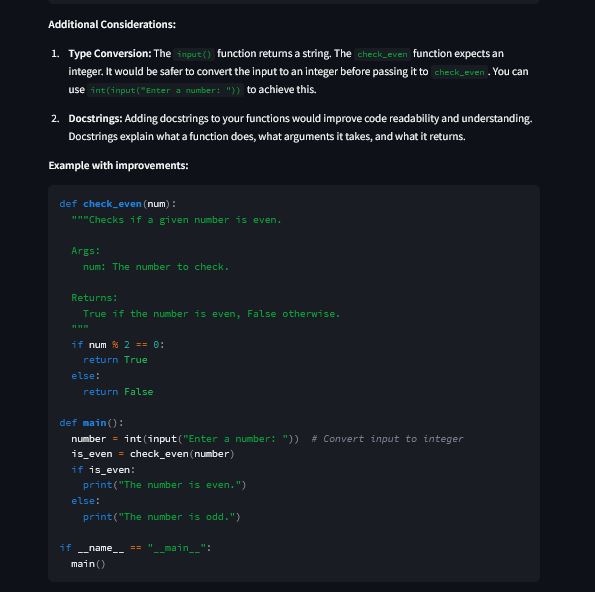 Additional Considerations:
1. Type Conversion: The input() function returns a string. The check_even function expects an
integer. It would be safer to convert the input to an integer before passing it to check_even. You can
use int(input("Enter a number: ")) to achieve this.
2. Docstrings: Adding docstrings to your functions would improve code readability and understanding.
Docstrings explain what a function does, what arguments it takes, and what it returns.
Example with improvements:
def check_even(num):
  """Checks if a given number is even.
  Args:
    num: The number to check.
  Returns:
    True if the number is even, False otherwise.
  """
  if num % 2 == 0:
    return True
  else:
    return False
def main():
  number = int(input("Enter a number: "))  # Convert input to integer
  is_even = check_even(number)
  if is_even:
    print("The number is even.")
  else:
    print("The number is odd.")
if __name__ == "__main__":
  main()